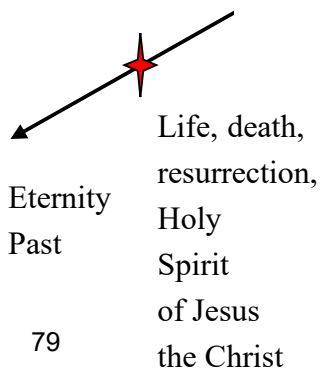 Eternity
Past
Life, death,
resurrection,
Holy
Spirit
of Jesus
the Christ
79